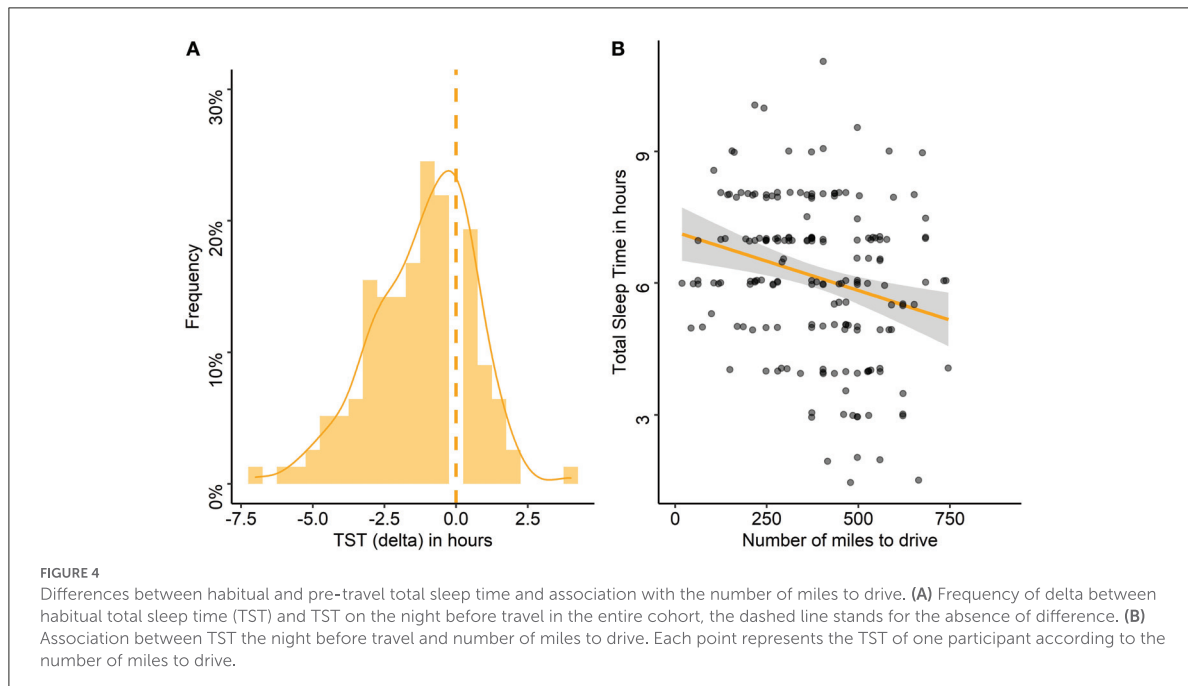 A
B
30%
20%
10%
0%
Frequency
-7.5
-5.0
-2.5
0.0
2.5
TST (delta) in hours
9
6
3
Total Sleep Time in hours
0
250
500
750
Number of miles to drive
FIGURE 4
Differences between habitual and pre-travel total sleep time and association with the number of miles to drive. (A) Frequency of delta between
habitual total sleep time (TST) and TST on the night before travel in the entire cohort, the dashed line stands for the absence of difference. (B)
Association between TST the night before travel and number of miles to drive. Each point represents the TST of one participant according to the
number of miles to drive.